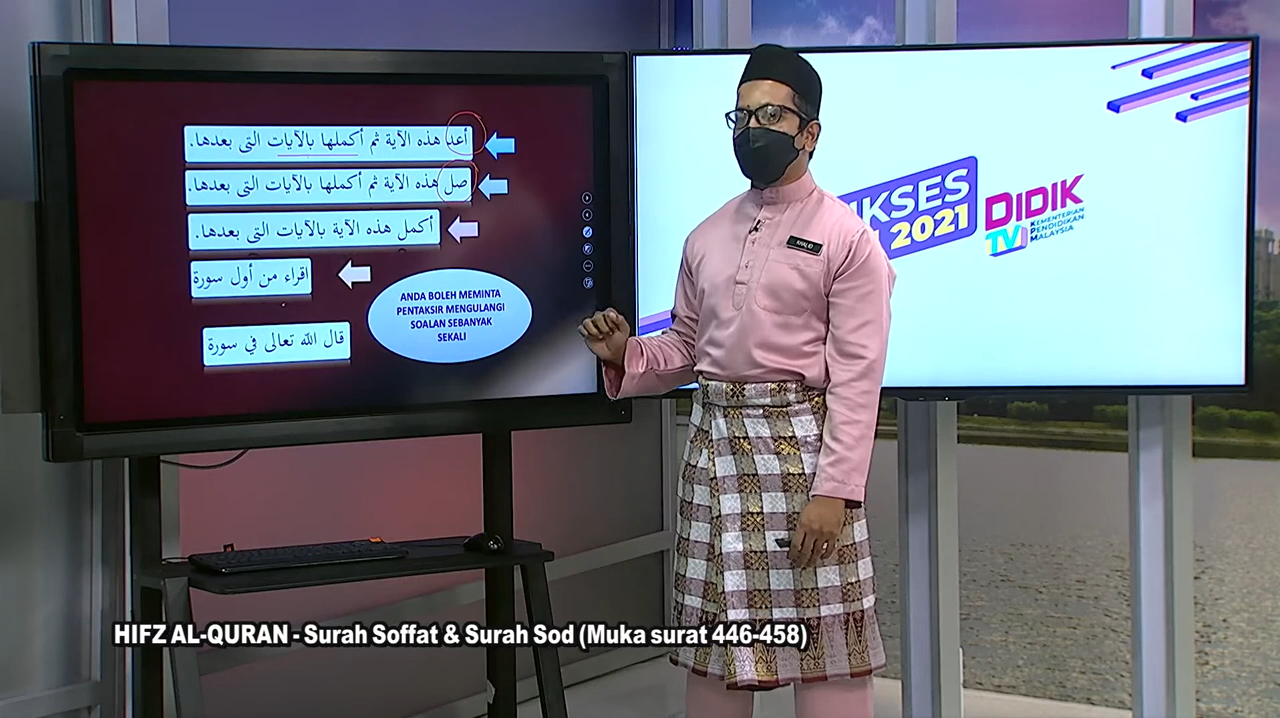 أعد هذه الآية ثم أكملها بالآيات التى بعدها.
صل هذه الآية ثم أكملها بالآيات التى بعدها.
أكمل هذه الآية بالآيات التى بعدها.
اقراء من أول سورة
قال الله تعالى في سورة
ANDA BOLEH MEMINTA
PENTAKSIR MENGULANGI
SOALAN SEBANYAK
SEKALI
KHALID
2021
DIDIK
TV
KEMENTERIAN
PENDIDIKAN
MALAYSIA
HIFZ AL-QURAN - Surah Soffat & Surah Sod (Muka surat 446-458)